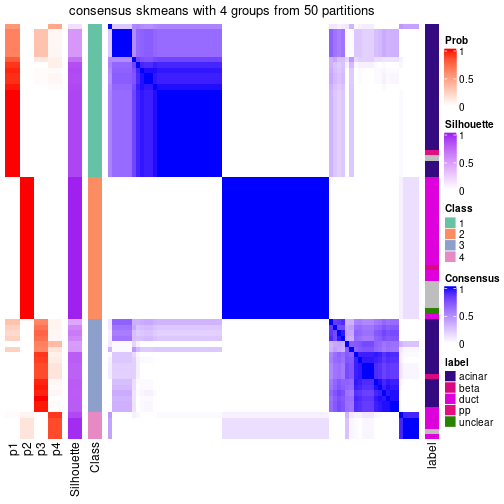 consensus skmeans with 4 groups from 50 partitions
Prob
1
0.5
0
Silhouette
1
0.5
0
Class
1
2
3
4
Consensus
1
0.5
0
label
acinar
beta
duct
pp
unclear
p1
p2
p3
p4
Silhouette
Class
label